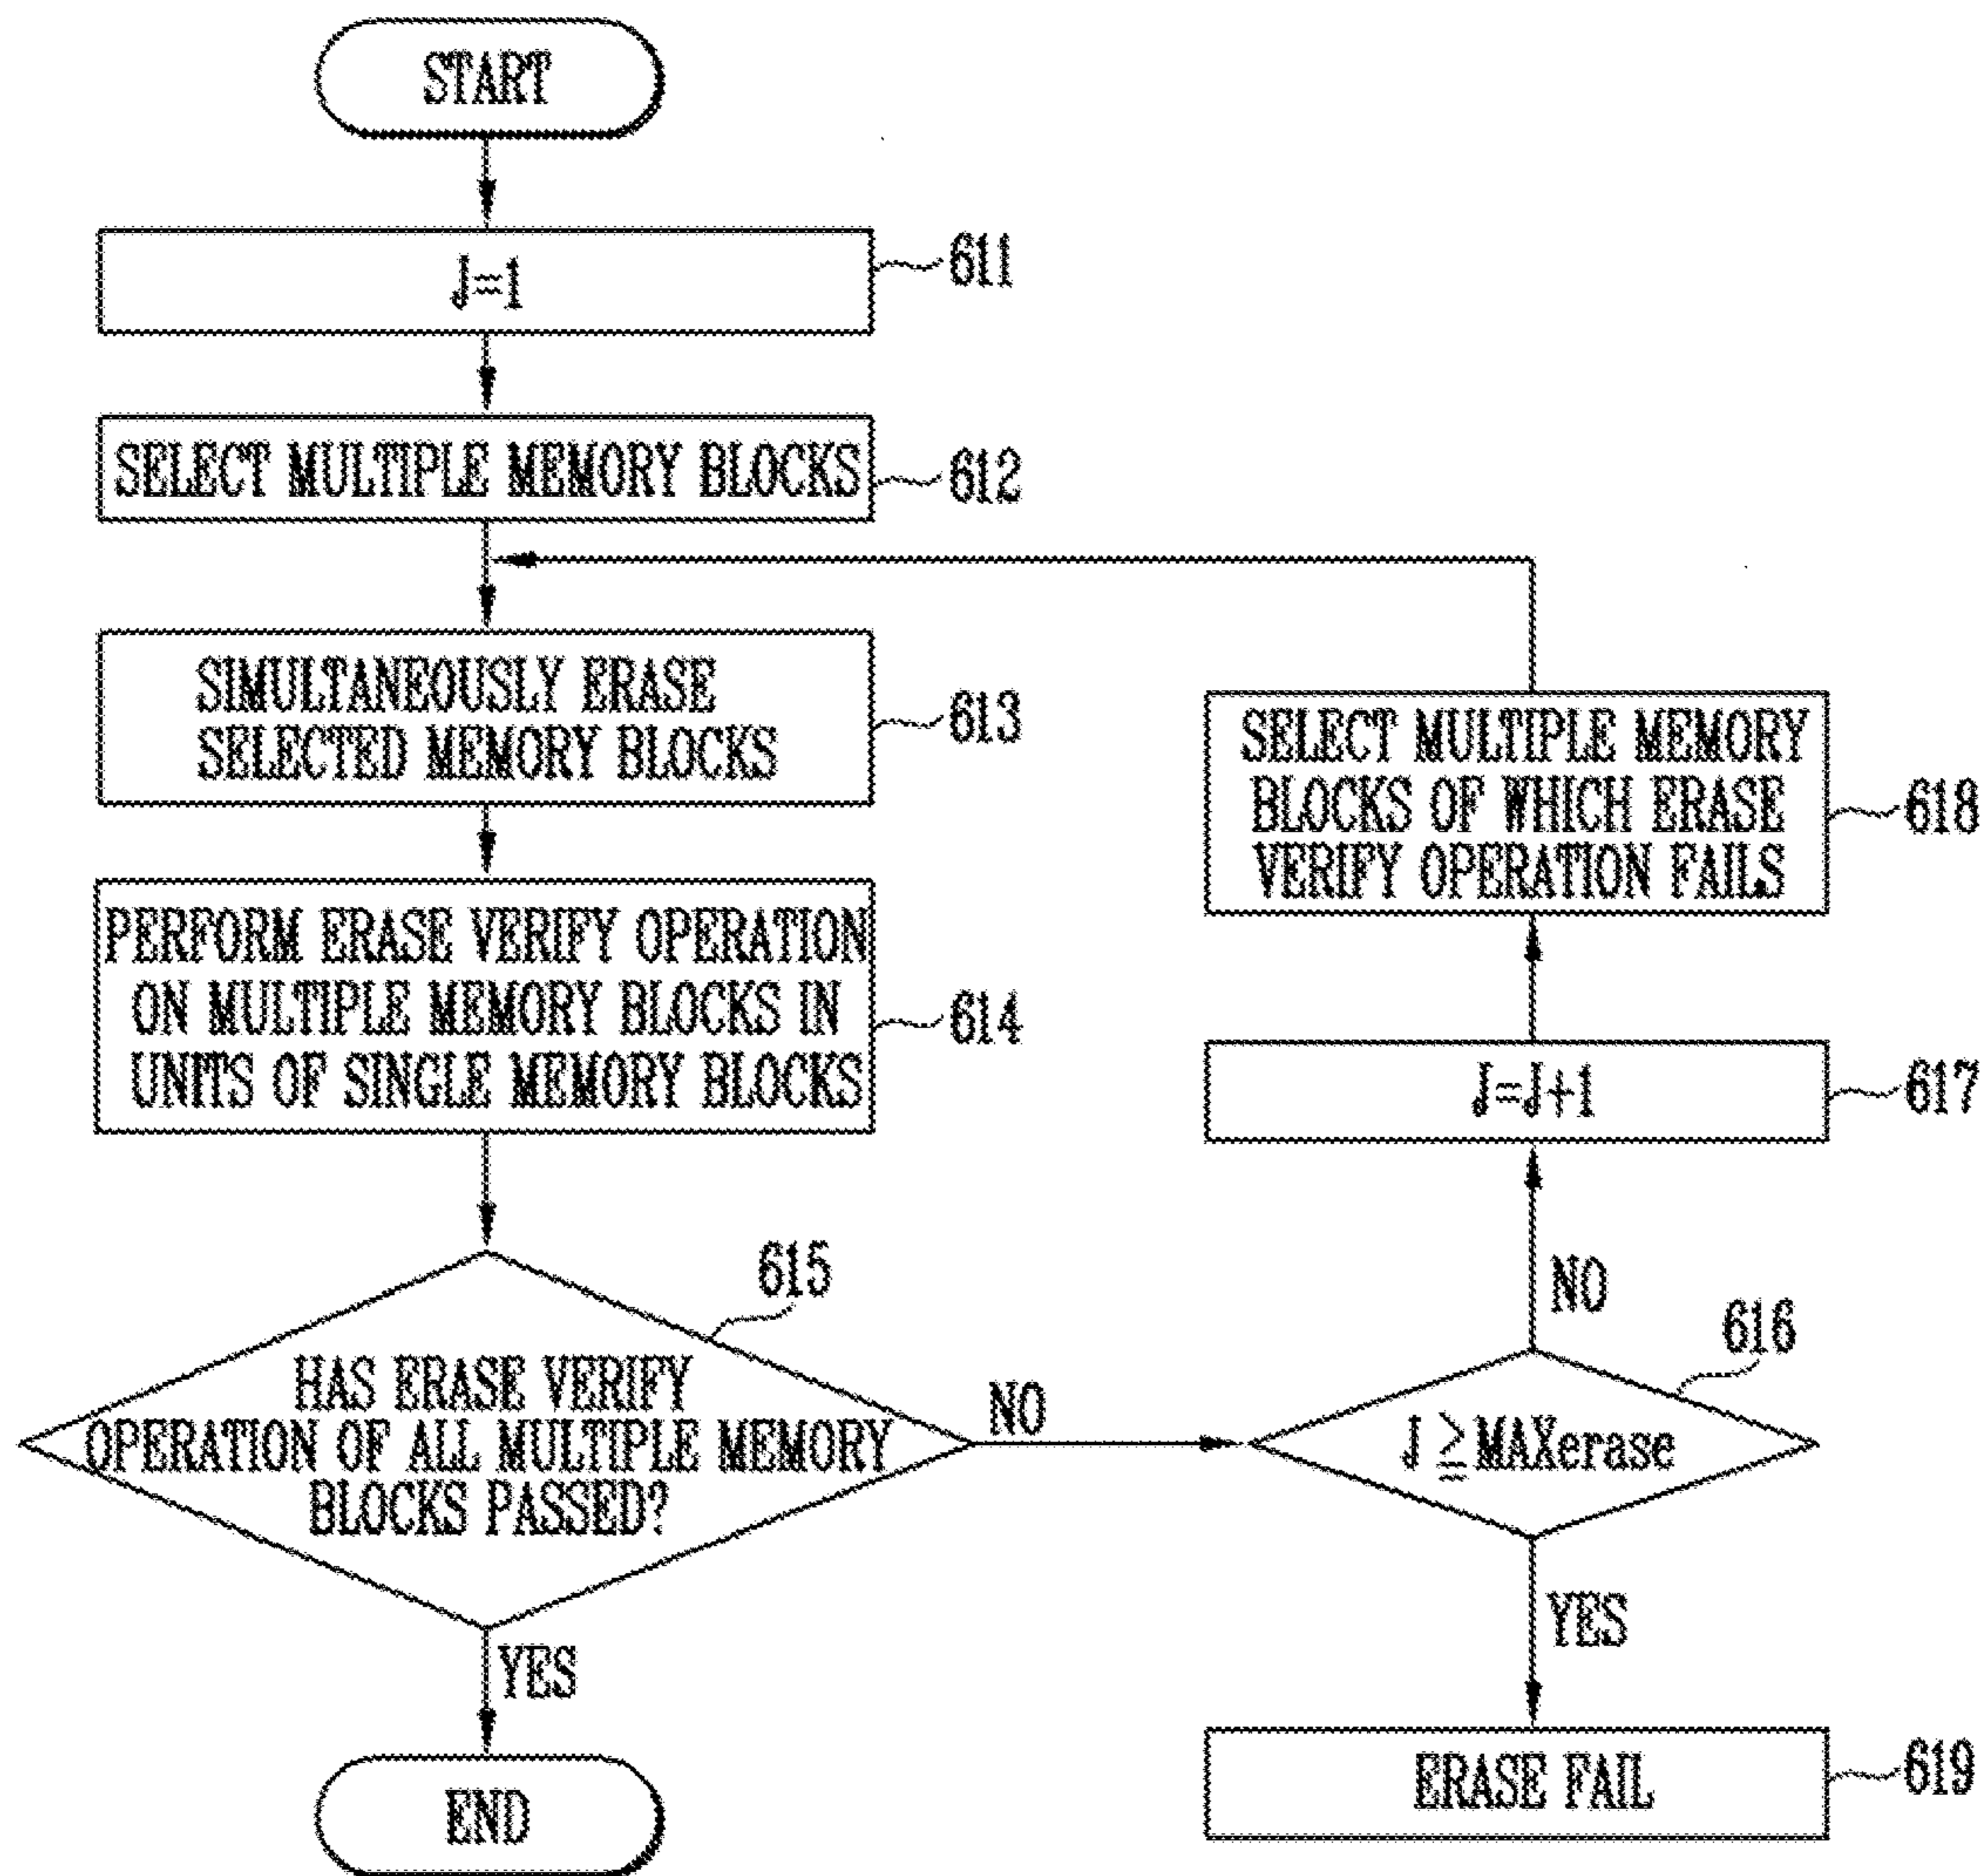 START
J=1
611
SELECT MULTIPLE MEMORY BLOCKS
612
SIMULTANEOUSLY ERASE
SELECTED MEMORY BLOCKS
613
PERFORM ERASE VERIFY OPERATION
ON MULTIPLE MEMORY BLOCKS IN
UNITS OF SINGLE MEMORY BLOCKS
614
615
HAS ERASE VERIFY
OPERATION OF ALL MULTIPLE MEMORY
BLOCKS PASSED?
NO
YES
END
SELECT MULTIPLE MEMORY
BLOCKS OF WHICH ERASE
VERIFY OPERATION FAILS
618
J=J+1
617
NO
616
J ≧MAXerase
YES
ERASE FAIL
619